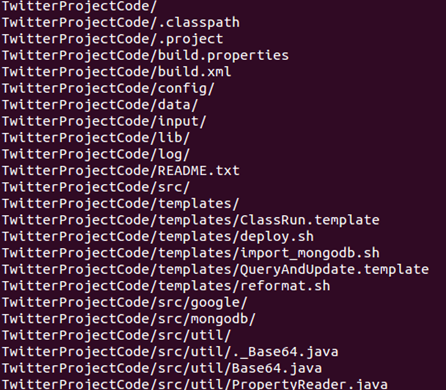 TwitterProjectCode/
TwitterProjectCode/.classpath
TwitterProjectCode/.project
TwitterProjectCode/build.properties
TwitterProjectCode/build.xml
TwitterProjectCode/config/
TwitterProjectCode/data/
TwitterProjectCode/input/
TwitterProjectCode/lib/
TwitterProjectCode/log/
TwitterProjectCode/README.txt
TwitterProjectCode/src/
TwitterProjectCode/templates/
TwitterProjectCode/templates/ClassRun.template
TwitterProjectCode/templates/deploy.sh
TwitterProjectCode/templates/import_mongodb.sh
TwitterProjectCode/templates/QueryAndUpdate.template
TwitterProjectCode/templates/reformat.sh
TwitterProjectCode/src/google/
TwitterProjectCode/src/mongodb/
TwitterProjectCode/src/util/
TwitterProjectCode/src/util/._Base64.java
TwitterProjectCode/src/util/Base64.java
TwitterProjectCode/src/util/PropertyReader.java